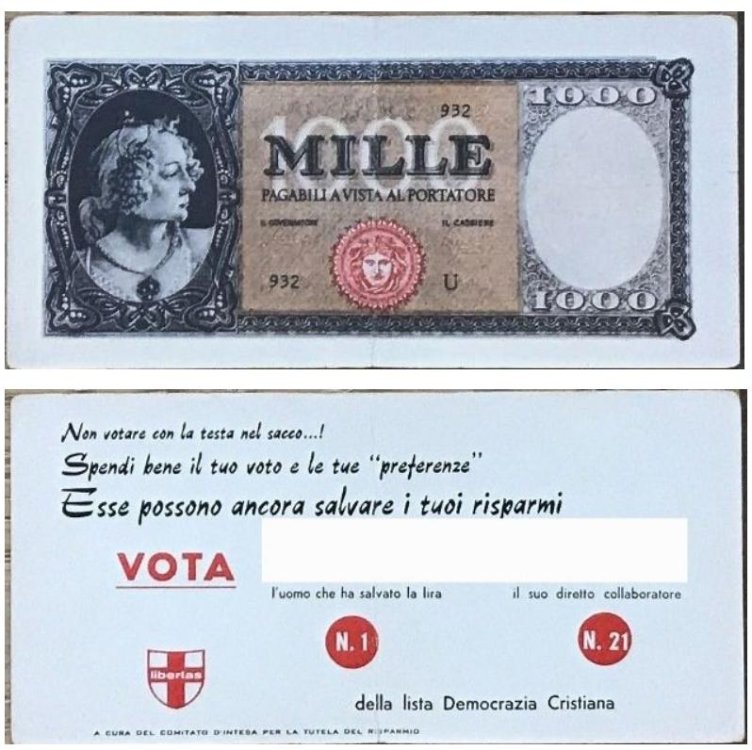 1000 1000
932
MILLE
PAGABILI A VISTA AL PORTATORE
IL GOVERNATORE IL CASSIERE
932 U
1000
Non votare con la testa nel sacco...!
Spendi bene il tuo voto e le tue "preferenze"
Esse possono ancora salvare i tuoi risparmi
VOTA
l'uomo che ha salvato la lira il suo diretto collaboratore
N. 1 N. 21
libertas
della lista Democrazia Cristiana
A CURA DEL COMITATO D'INTESA PER LA TUTELA DEL RISPARMIO